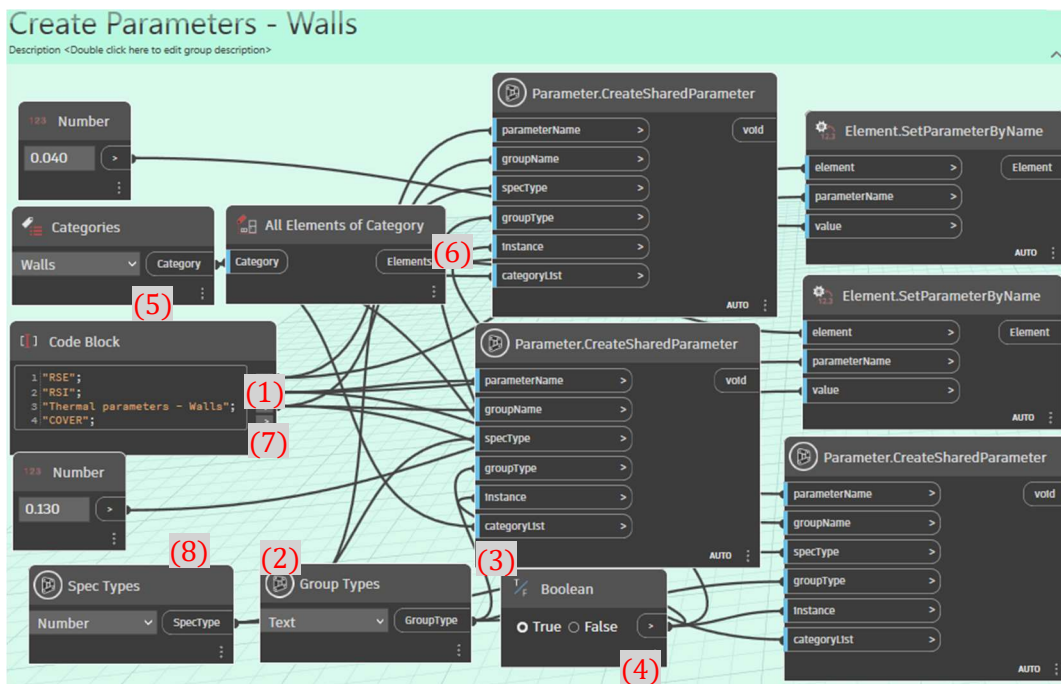 Create Parameters - Walls
Description <Double click here to edit group description>
123 Number
0.040 >
Categories
Walls Category
(5)
All Elements of Category
Category Elements
(6)
[ ] Code Block
1 "RSE";
2 "RSI";
3 "Thermal parameters - Walls";
4 "COVER";
(1)
>
(7)
123 Number
0.130 >
(8)
Spec Types
Number SpecType
(2)
Group Types
Text GroupType
(3)
T/F Boolean
True False >
(4)
Parameter.CreateSharedParameter
parameterName > void
groupName >
specType >
groupType >
Instance >
categoryList >
AUTO
Parameter.CreateSharedParameter
parameterName > void
groupName >
specType >
groupType >
Instance >
categoryList >
AUTO
Element.SetParameterByName
element > Element
parameterName >
value >
AUTO
Element.SetParameterByName
element > Element
parameterName >
value >
AUTO
Parameter.CreateSharedParameter
parameterName > void
groupName >
specType >
groupType >
Instance >
categoryList >
AUTO